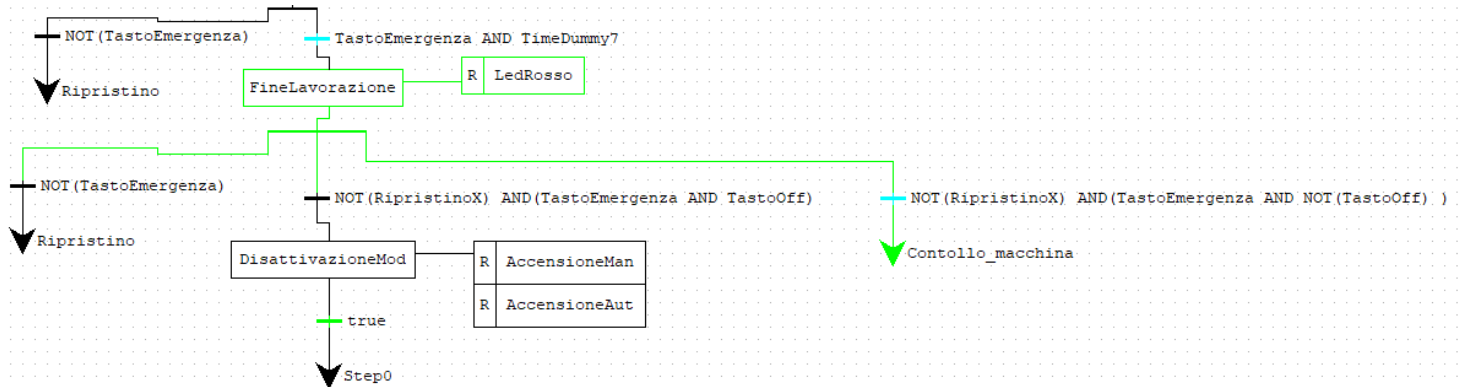 NOT(TastoEmergenza)
TastoEmergenza AND TimeDummy7
Ripristino
FineLavorazione
R LedRosso
NOT(TastoEmergenza)
NOT(RipristinoX) AND(TastoEmergenza AND TastoOff)
NOT(RipristinoX) AND(TastoEmergenza AND NOT(TastoOff) )
Ripristino
DisattivazioneMod
R AccensioneMan
Contollo_macchina
R AccensioneAut
true
Step0